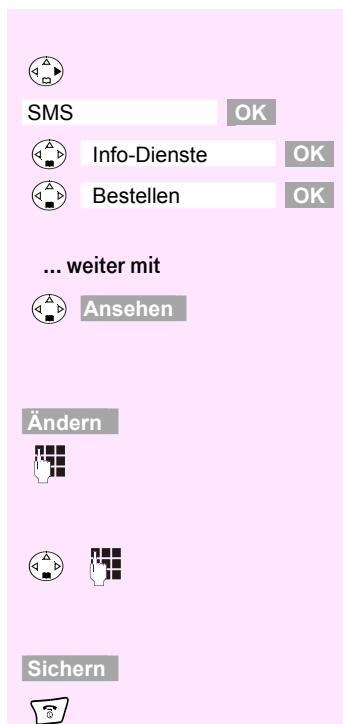 SMS OK
Info-Dienste OK
Bestellen OK
... weiter mit
Ansehen
Ändern
Sichern